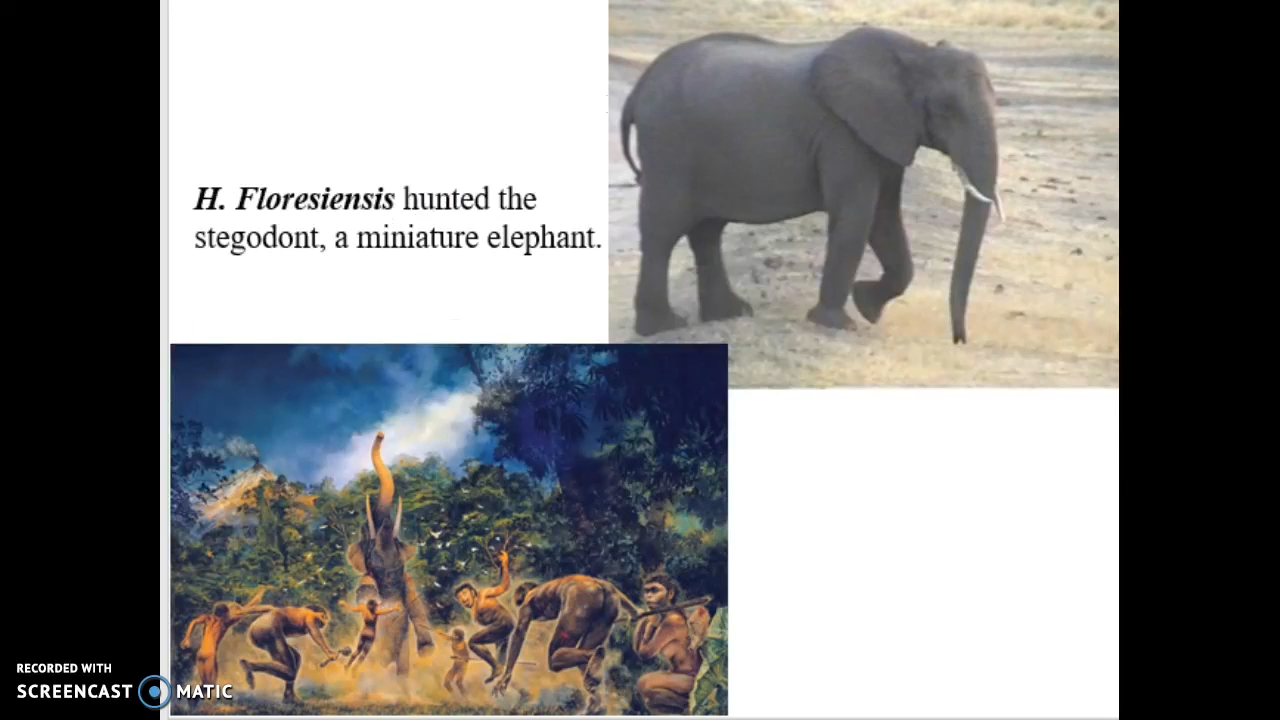 H. Floresiensis hunted the
stegodont, a miniature elephant.
RECORDED WITH
SCREENCAST MATIC